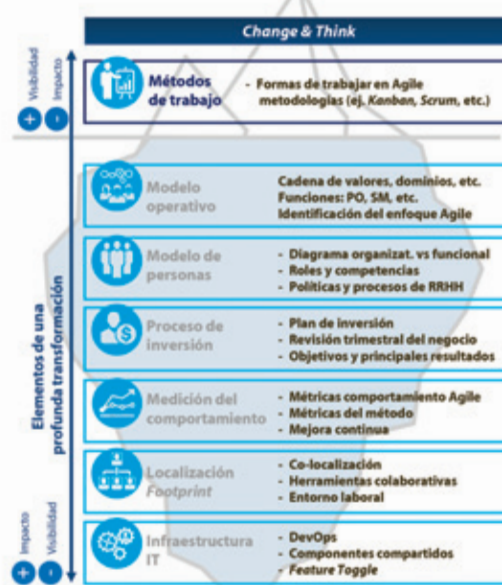 Change & Think
Visibilidad
Impacto
+
-
Métodos
de trabajo
- Formas de trabajar en Agile
metodologías (ej. Kanban, Scrum, etc.)
Elementos de una
profunda transformación
Modelo
operativo
Cadena de valores, dominios, etc.
Funciones: PO, SM, etc.
Identificación del enfoque Agile
Modelo de
personas
- Diagrama organizat. vs funcional
- Roles y competencias
- Políticas y procesos de RRHH
Proceso de
inversión
- Plan de inversión
- Revisión trimestral del negocio
- Objetivos y principales resultados
Medición del
comportamiento
- Métricas comportamiento Agile
- Métricas del método
- Mejora continua
Localización
Footprint
- Co-localización
- Herramientas colaborativas
- Entorno laboral
Impacto
Visibilidad
+
-
Infraestructura
IT
- DevOps
- Componentes compartidos
- Feature Toggle